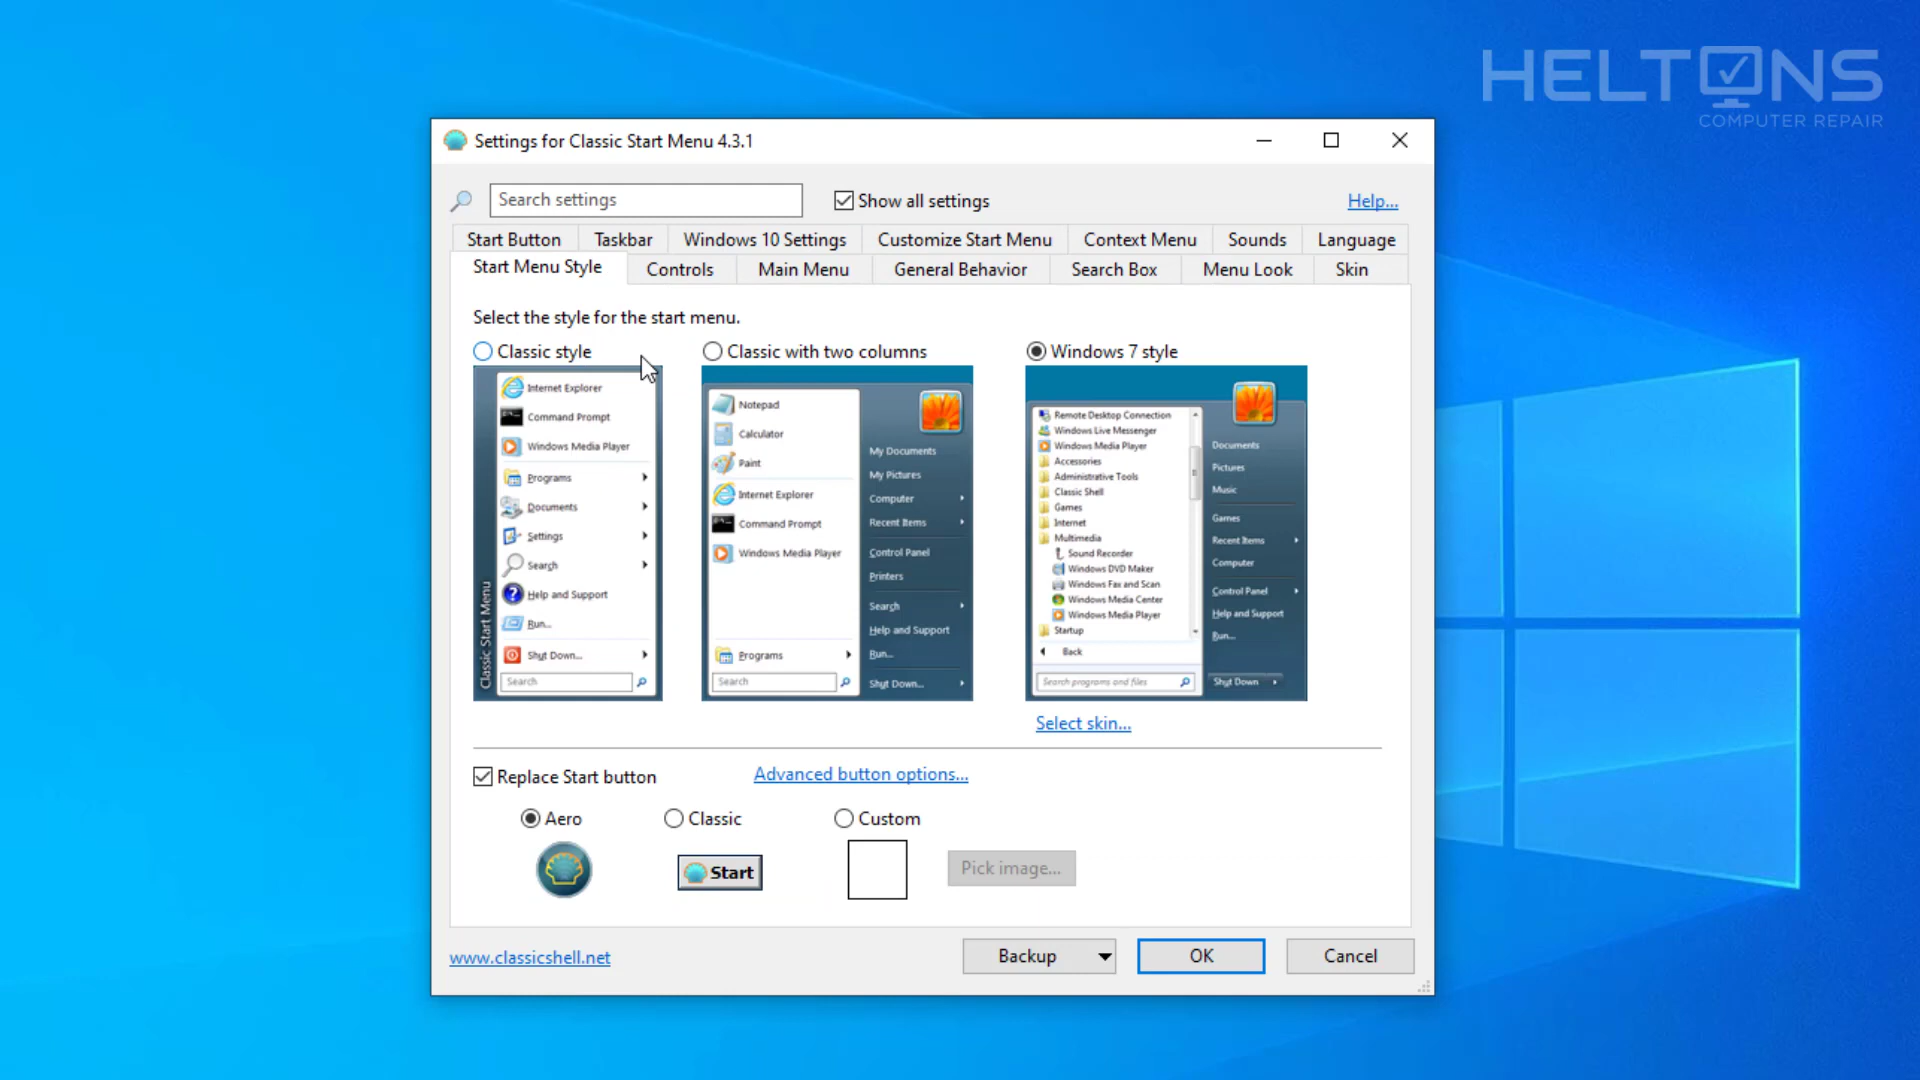 HELTONS
COMPUTER REPAIR
Settings for Classic Start Menu 4.3.1
Search settings
Show all settings
Help...
Start Button Taskbar Windows 10 Settings Customize Start Menu Context Menu Sounds Language
Start Menu Style Controls Main Menu General Behavior Search Box Menu Look Skin
Select the style for the start menu.
Classic style
Internet Explorer
Command Prompt
Windows Media Player
Programs
Documents
Settings
Search
Help and Support
Run...
Shut Down...
Search
Classic Start Menu
Classic with two columns
Notepad
Calculator
Paint
Internet Explorer
Command Prompt
Windows Media Player
Programs
Search
My Documents
My Pictures
Computer
Recent Items
Control Panel
Printers
Search
Help and Support
Run...
Shut Down...
Windows 7 style
Remote Desktop Connection
Windows Live Messenger
Windows Media Player
Accessories
Administrative Tools
Classic Shell
Games
Internet
Multimedia
Sound Recorder
Windows DVD Maker
Windows Fax and Scan
Windows Media Center
Windows Media Player
Startup
Back
Search programs and files
Documents
Pictures
Music
Games
Recent Items
Computer
Control Panel
Help and Support
Run...
Shut Down
Select skin...
Replace Start button
Advanced button options...
Aero
Classic
Custom
Start
Pick image...
www.classicshell.net
Backup
OK
Cancel